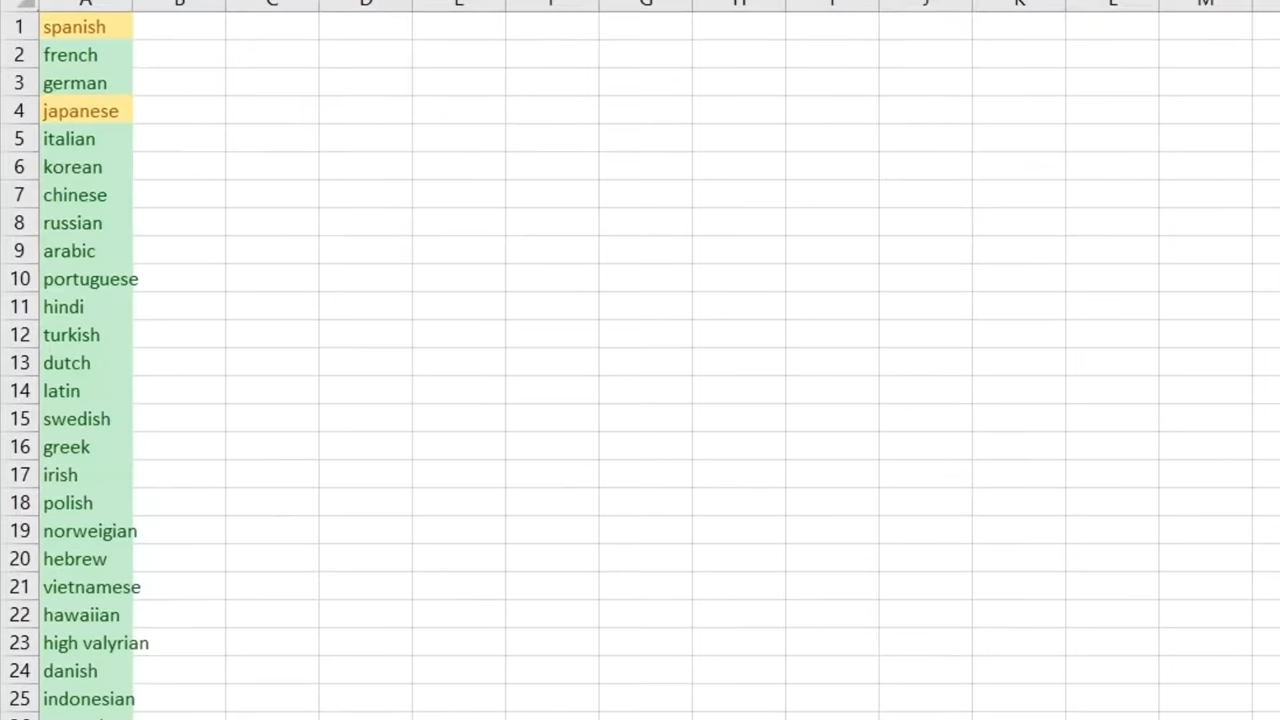 1 spanish
2 french
3 german
4 japanese
5 italian
6 korean
7 chinese
8 russian
9 arabic
10 portuguese
11 hindi
12 turkish
13 dutch
14 latin
15 swedish
16 greek
17 irish
18 polish
19 norweigian
20 hebrew
21 vietnamese
22 hawaiian
23 high valyrian
24 danish
25 indonesian